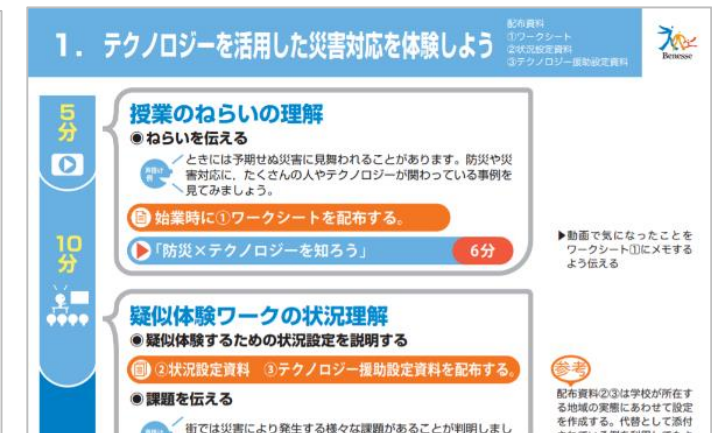 1. テクノロジーを活用した災害対応を体験しよう
配布資料
①ワークシート
②状況設定資料
③テクノロジー援助設定資料
Benesse
5分
授業のねらいの理解
◉ねらいを伝える
声掛け例
ときには予期せぬ災害に見舞われることがあります。防災や災
害対応に，たくさんの人やテクノロジーが関わっている事例を
見てみましょう。
始業時に①ワークシートを配布する。
「防災×テクノロジーを知ろう」 6分
▶動画で気になったことを
ワークシート①にメモする
よう伝える
10分
疑似体験ワークの状況理解
◉疑似体験するための状況設定を説明する
②状況設定資料 ③テクノロジー援助設定資料を配布する。
◉課題を伝える
街では災害により発生する様々な課題があることが判明しまし
参考
配布資料②③は学校が所在す
る地域の実態にあわせて設定
を作成する。代替として添付